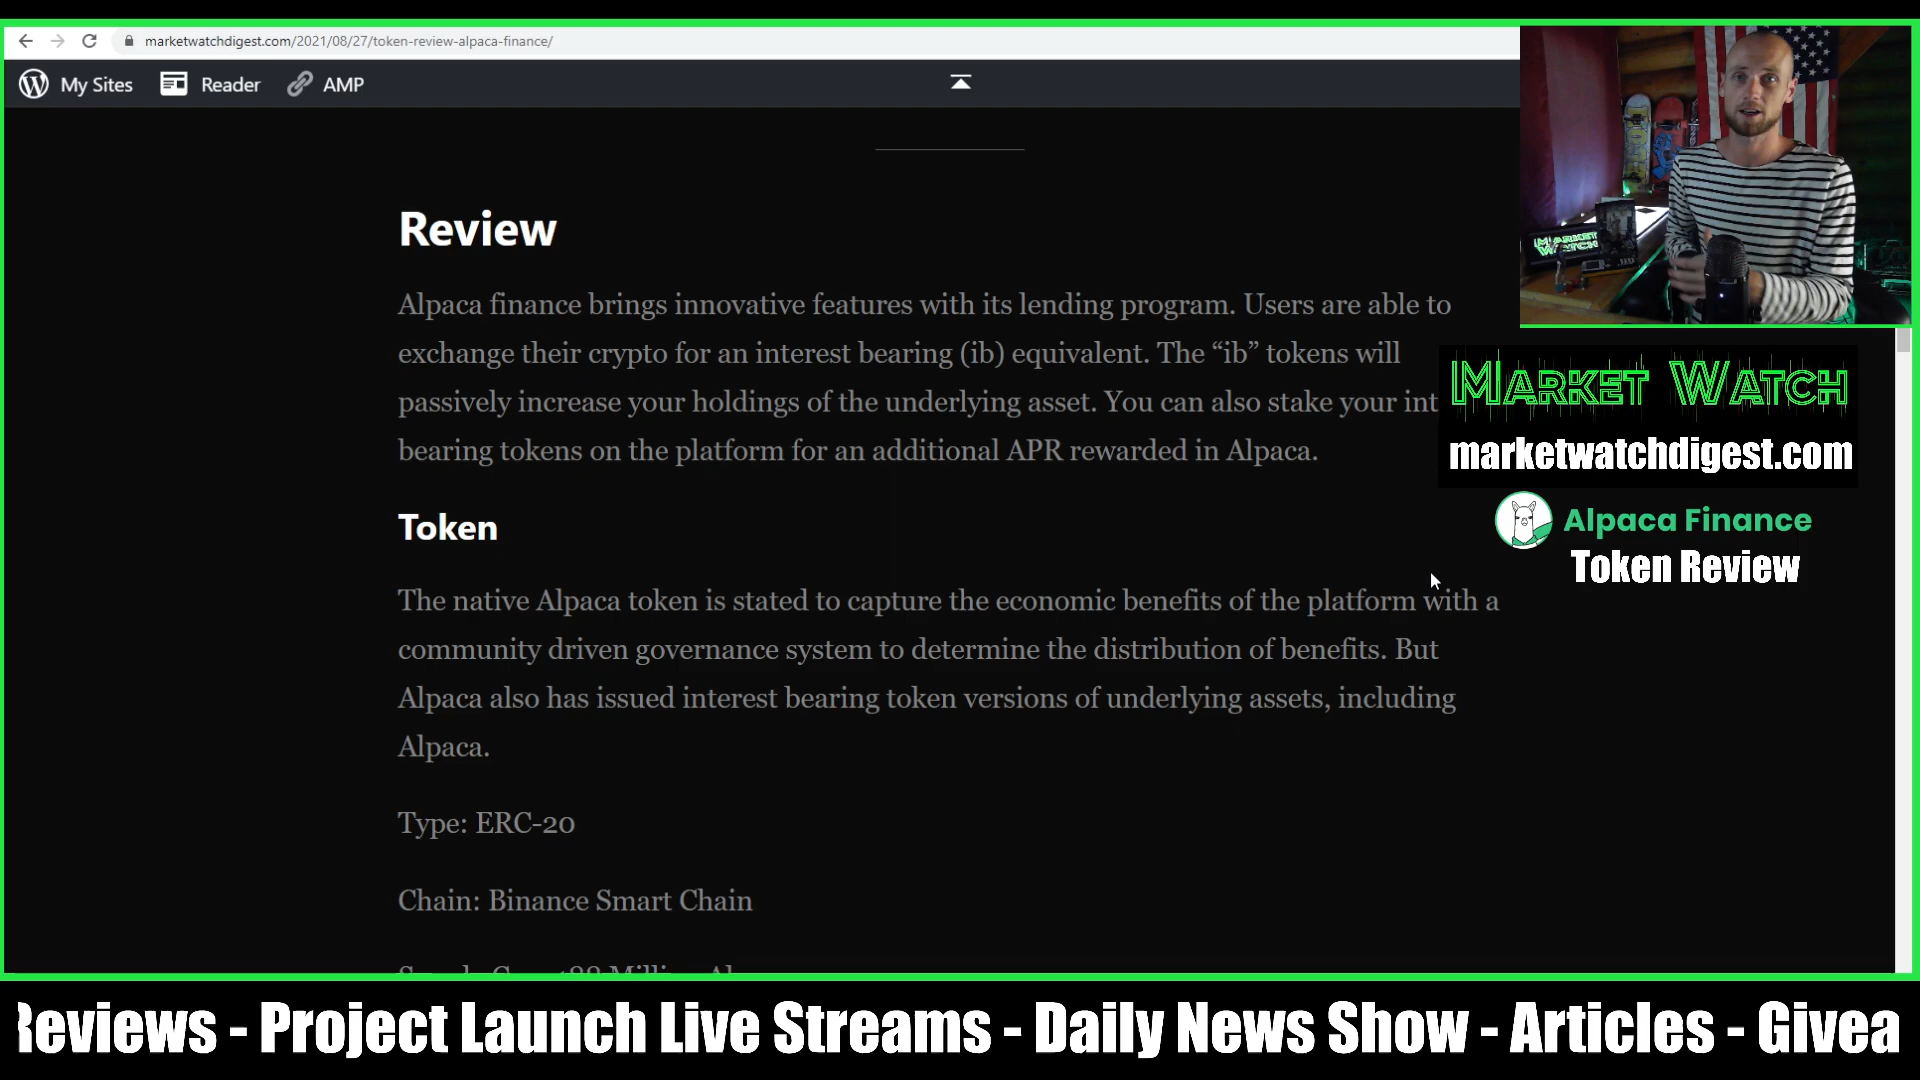 marketwatchdigest.com/2021/08/27/token-review-alpaca-finance/
My Sites
Reader
AMP
Review
Alpaca finance brings innovative features with its lending program. Users are able to
exchange their crypto for an interest bearing (ib) equivalent. The “ib” tokens will
passively increase your holdings of the underlying asset. You can also stake your int
bearing tokens on the platform for an additional APR rewarded in Alpaca.
Token
The native Alpaca token is stated to capture the economic benefits of the platform with a
community driven governance system to determine the distribution of benefits. But
Alpaca also has issued interest bearing token versions of underlying assets, including
Alpaca.
Type: ERC-20
Chain: Binance Smart Chain
MARKET WATCH
MARKET WATCH
marketwatchdigest.com
Alpaca Finance
Token Review
Reviews - Project Launch Live Streams - Daily News Show - Articles - Givea